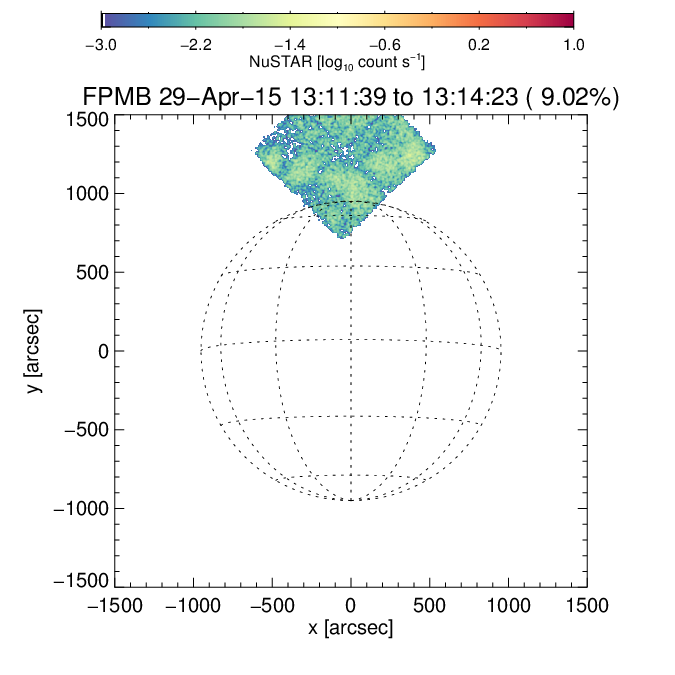 −3.0 −2.2 −1.4 −0.6 0.2 1.0
NuSTAR [log₁₀ count s⁻¹]
FPMB 29−Apr−15 13:11:39 to 13:14:23 ( 9.02%)
1500
1000
500
0
−500
−1000
−1500
y [arcsec]
−1500 −1000 −500 0 500 1000 1500
x [arcsec]